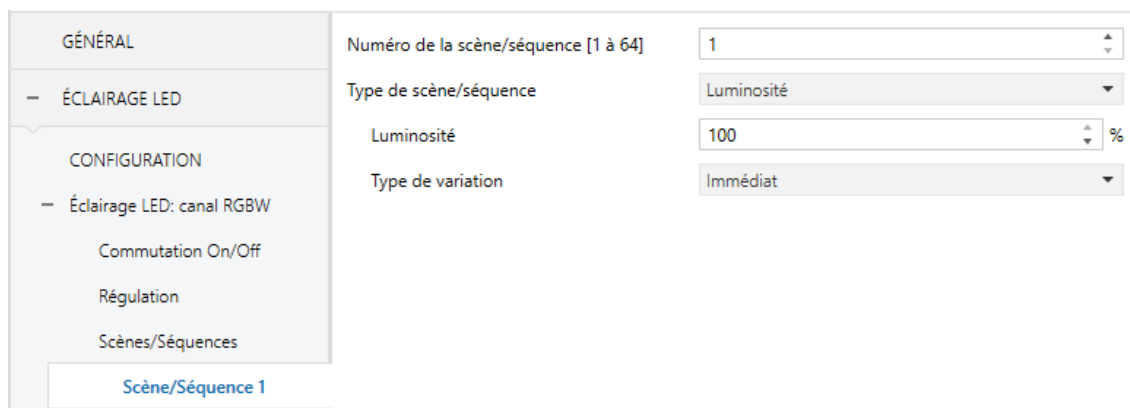 GÉNÉRAL
ÉCLAIRAGE LED
CONFIGURATION
Éclairage LED: canal RGBW
Commutation On/Off
Régulation
Scènes/Séquences
Scène/Séquence 1
Numéro de la scène/séquence [1 à 64] 1
Type de scène/séquence Luminosité
Luminosité 100 %
Type de variation Immédiat